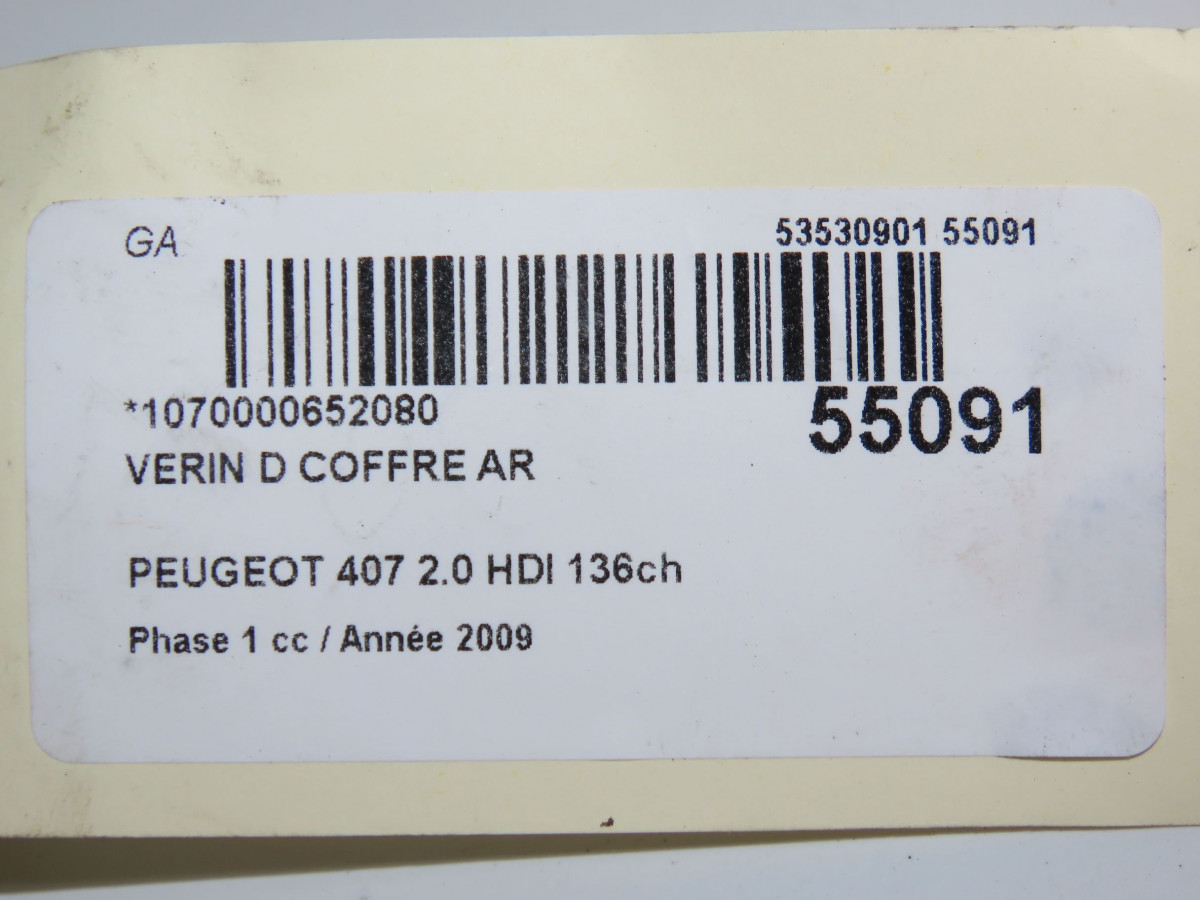 GA 53530901 55091
*1070000652080 55091
VERIN D COFFRE AR
PEUGEOT 407 2.0 HDI 136ch
Phase 1 cc / Année 2009